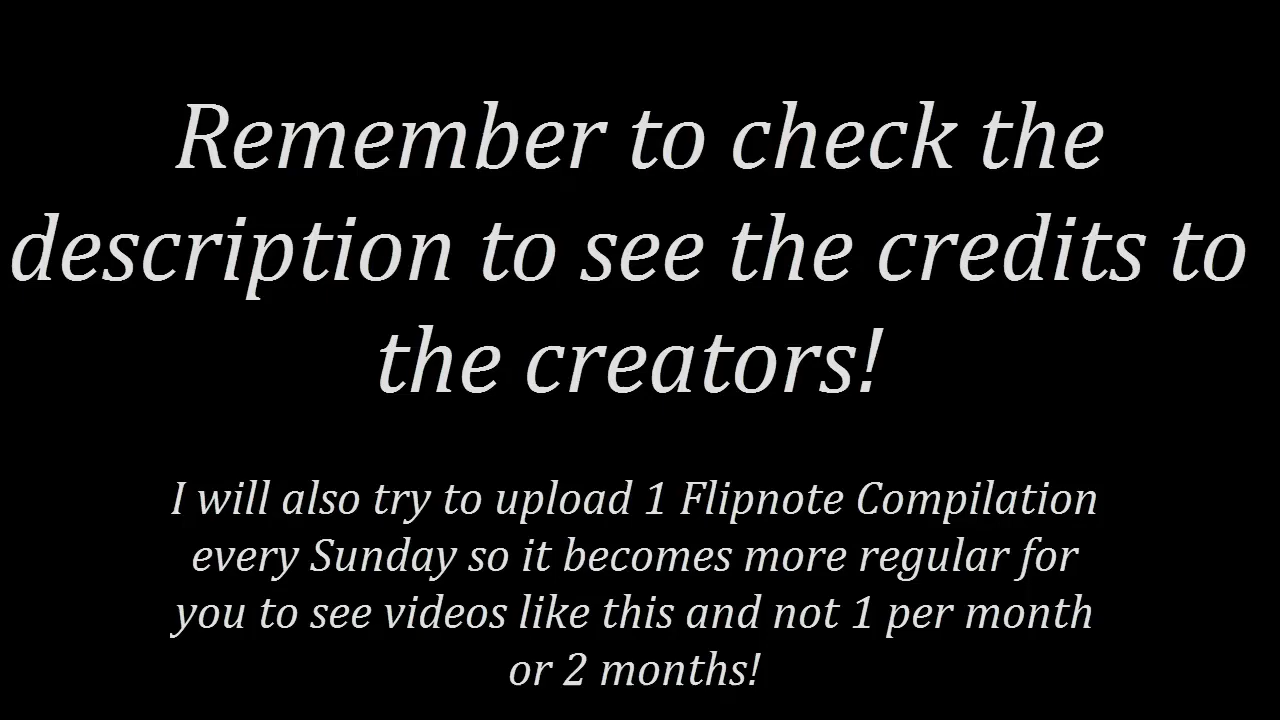 Remember to check the
description to see the credits to
the creators!
I will also try to upload 1 Flipnote Compilation
every Sunday so it becomes more regular for
you to see videos like this and not 1 per month
or 2 months!